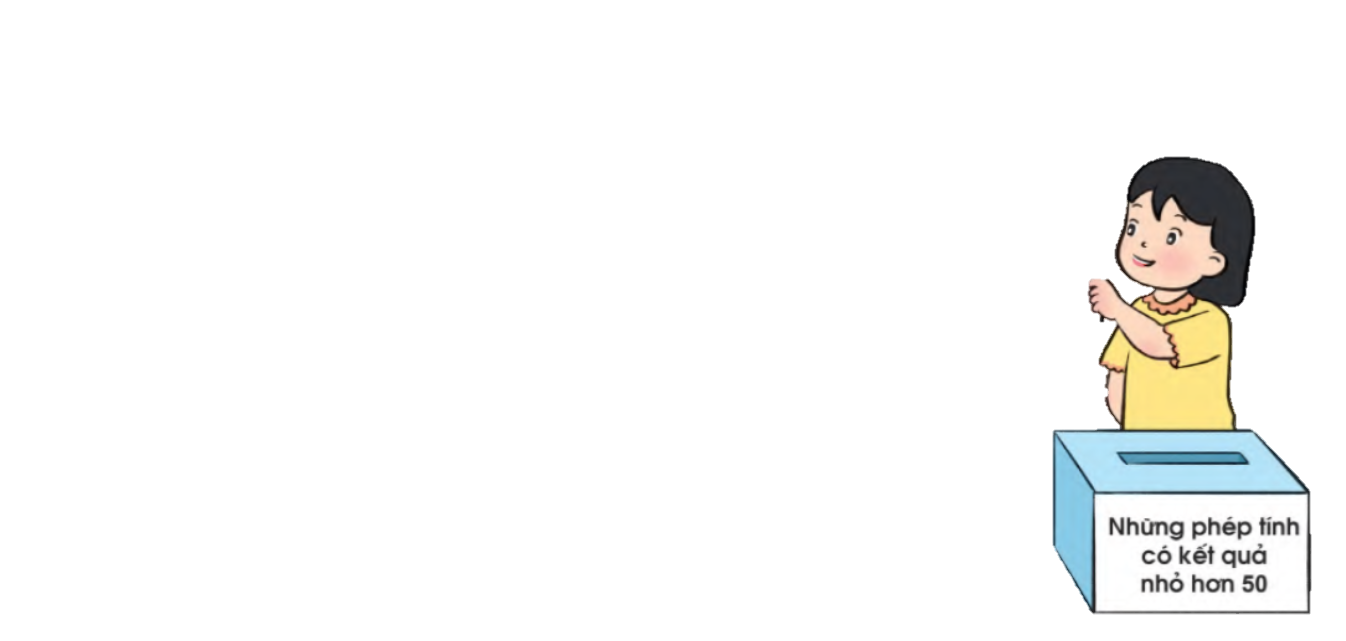 Những phép tính
có kết quả
nhỏ hơn 50